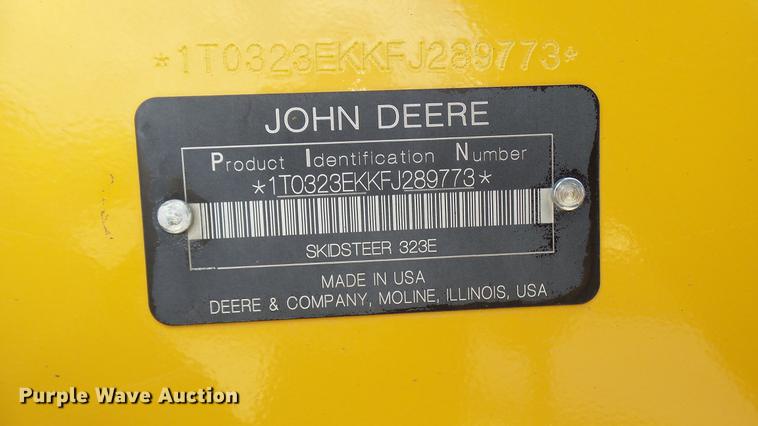 *1T0323EKKFJ289773*
JOHN DEERE
Product Identification Number
*1T0323EKKFJ289773*
SKIDSTEER 323E
MADE IN USA
DEERE & COMPANY, MOLINE, ILLINOIS, USA
Purple Wave Auction